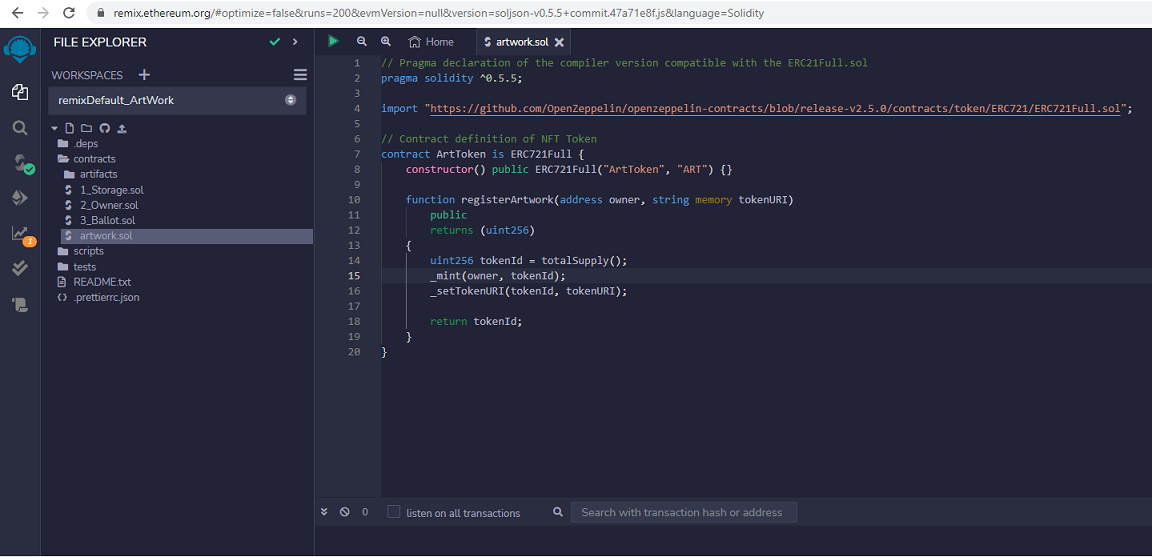 remix.ethereum.org/#optimize=false&runs=200&evmVersion=null&version=soljson-v0.5.5+commit.47a71e8f.js&language=Solidity
FILE EXPLORER
WORKSPACES
remixDefault_ArtWork
.deps
contracts
artifacts
1_Storage.sol
2_Owner.sol
3_Ballot.sol
artwork.sol
scripts
tests
README.txt
.prettierrc.json
1
Home
artwork.sol
1 // Pragma declaration of the compiler version compatible with the ERC21Full.sol
2 pragma solidity ^0.5.5;
3
4 import "https://github.com/OpenZeppelin/openzeppelin-contracts/blob/release-v2.5.0/contracts/token/ERC721/ERC721Full.sol";
5
6 // Contract definition of NFT Token
7 contract ArtToken is ERC721Full {
8     constructor() public ERC721Full("ArtToken", "ART") {}
9
10     function registerArtwork(address owner, string memory tokenURI)
11         public
12         returns (uint256)
13     {
14         uint256 tokenId = totalSupply();
15         _mint(owner, tokenId);
16         _setTokenURI(tokenId, tokenURI);
17
18         return tokenId;
19     }
20 }
0
listen on all transactions
Search with transaction hash or address